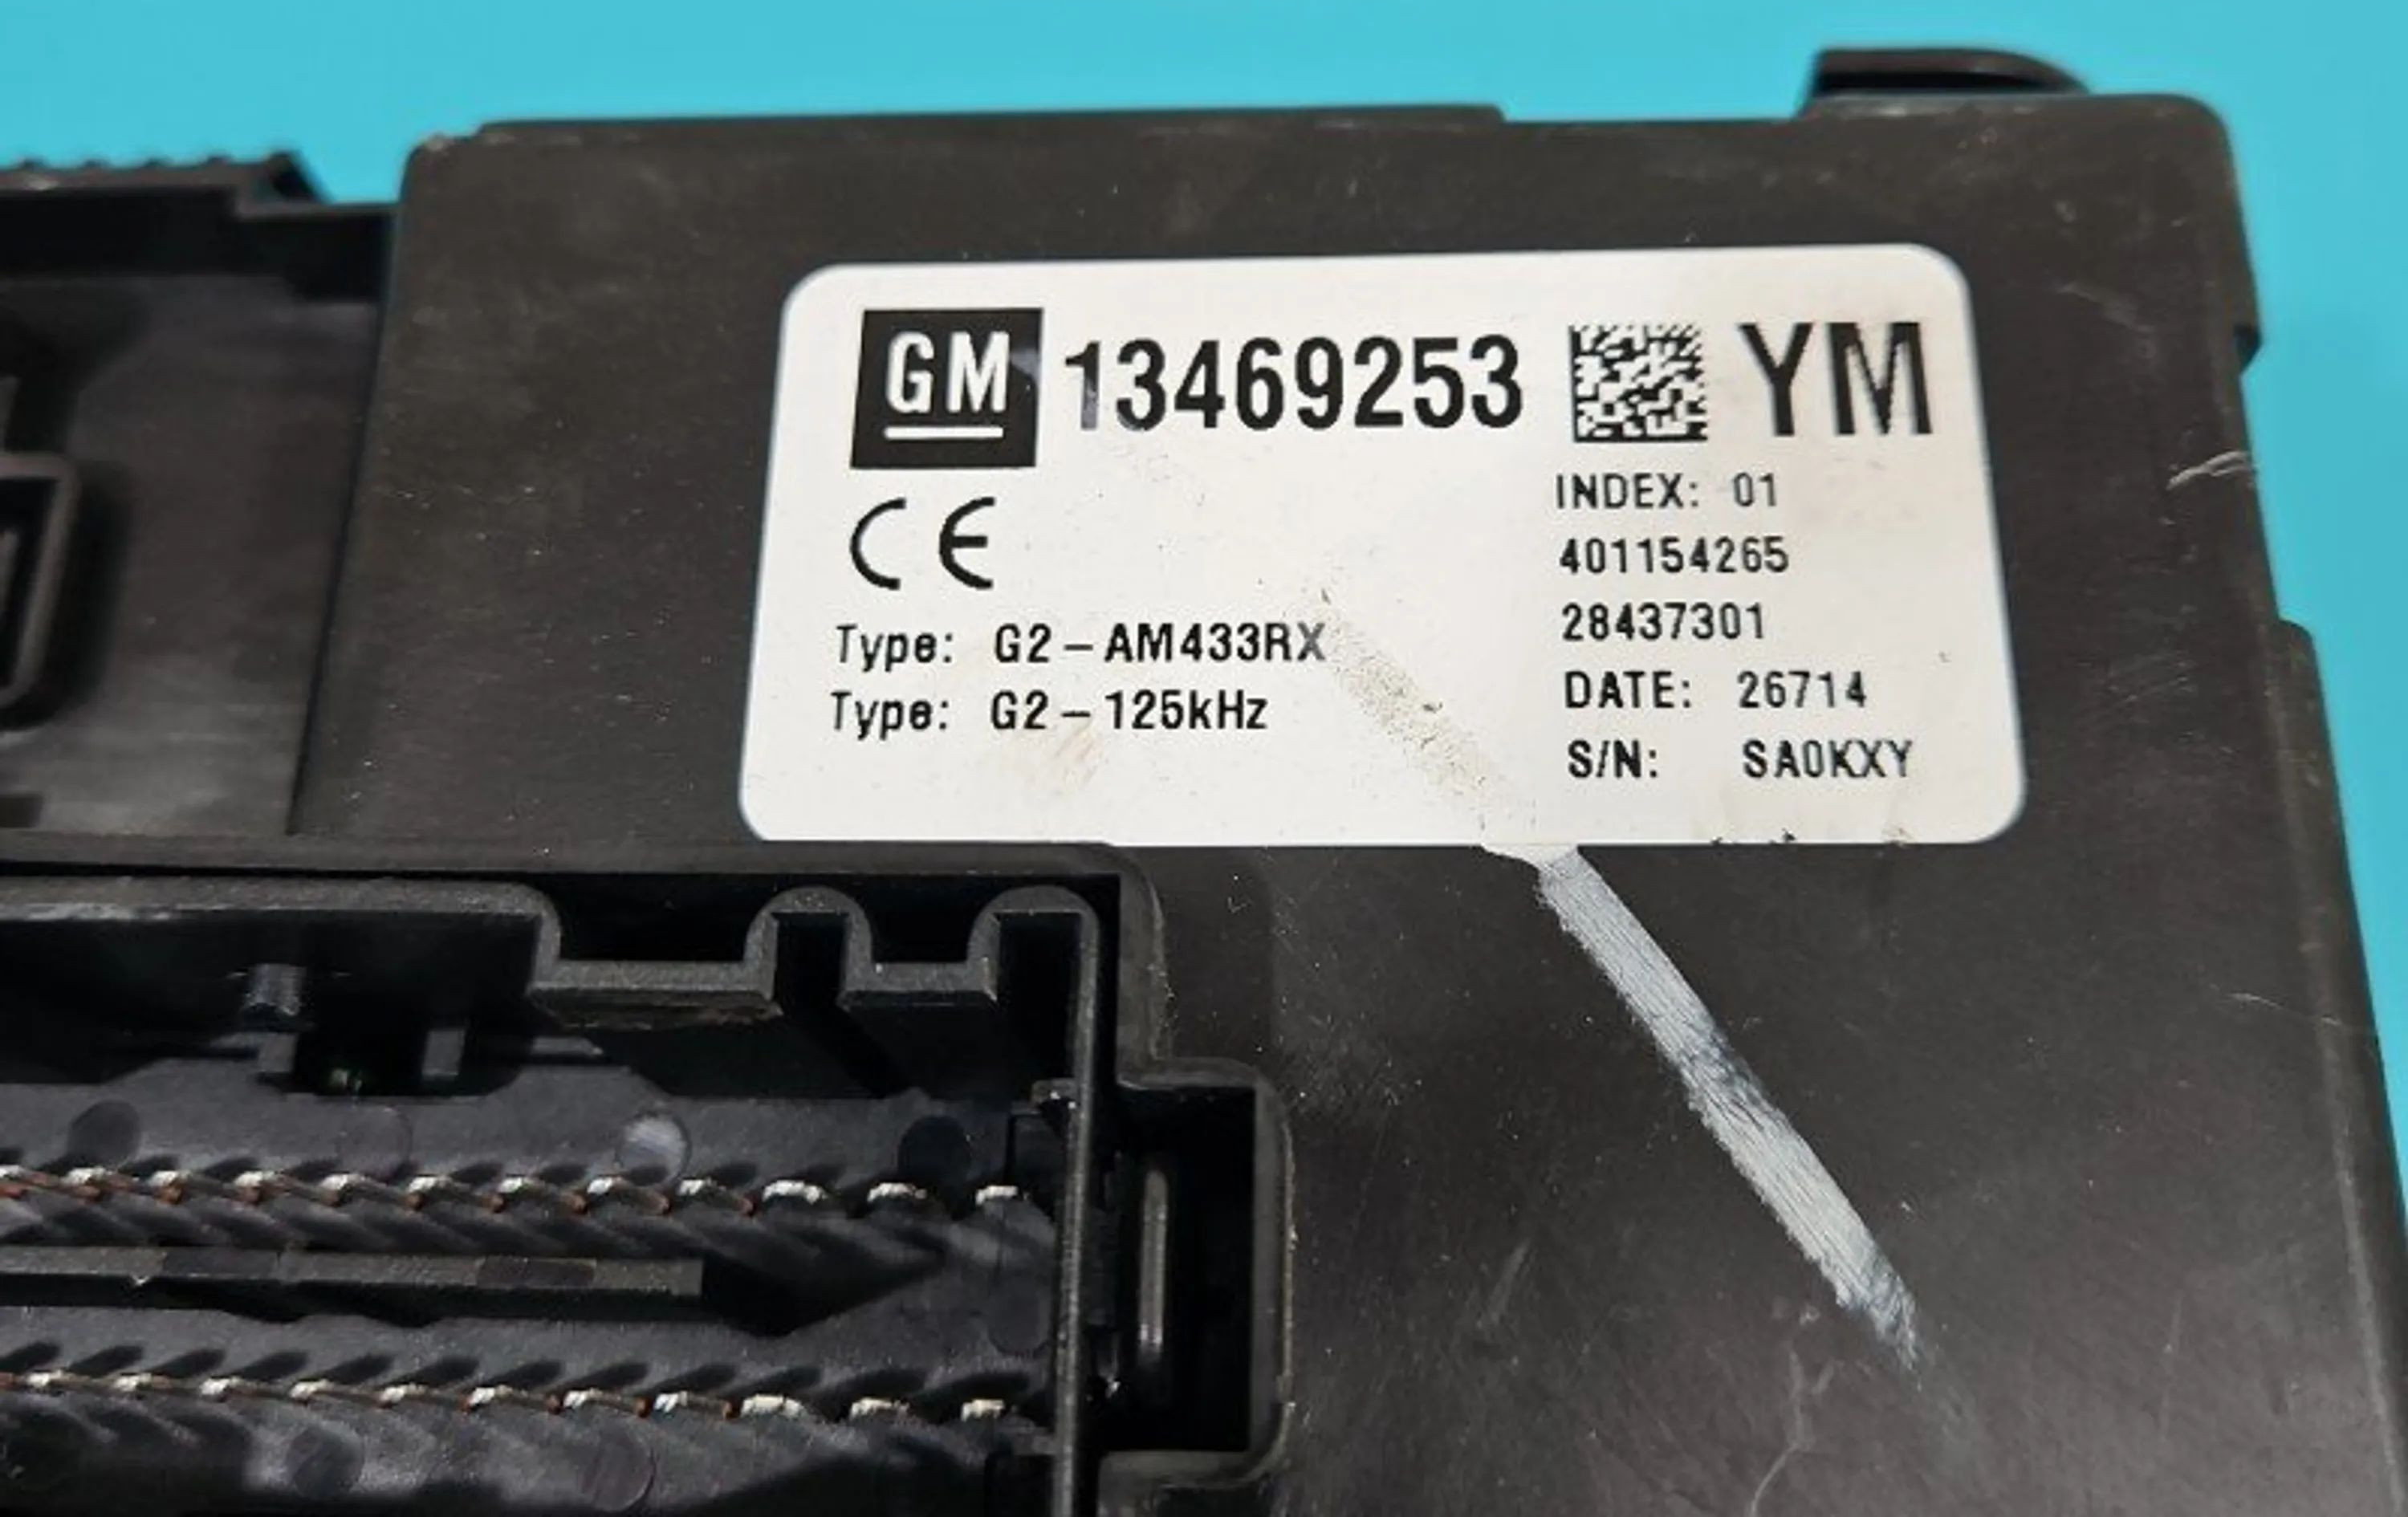 GM 13469253 YM
CE
INDEX: 01
401154265
28437301
Type: G2-AM433RX
Type: G2-125kHz
DATE: 26714
S/N: SA0KXY